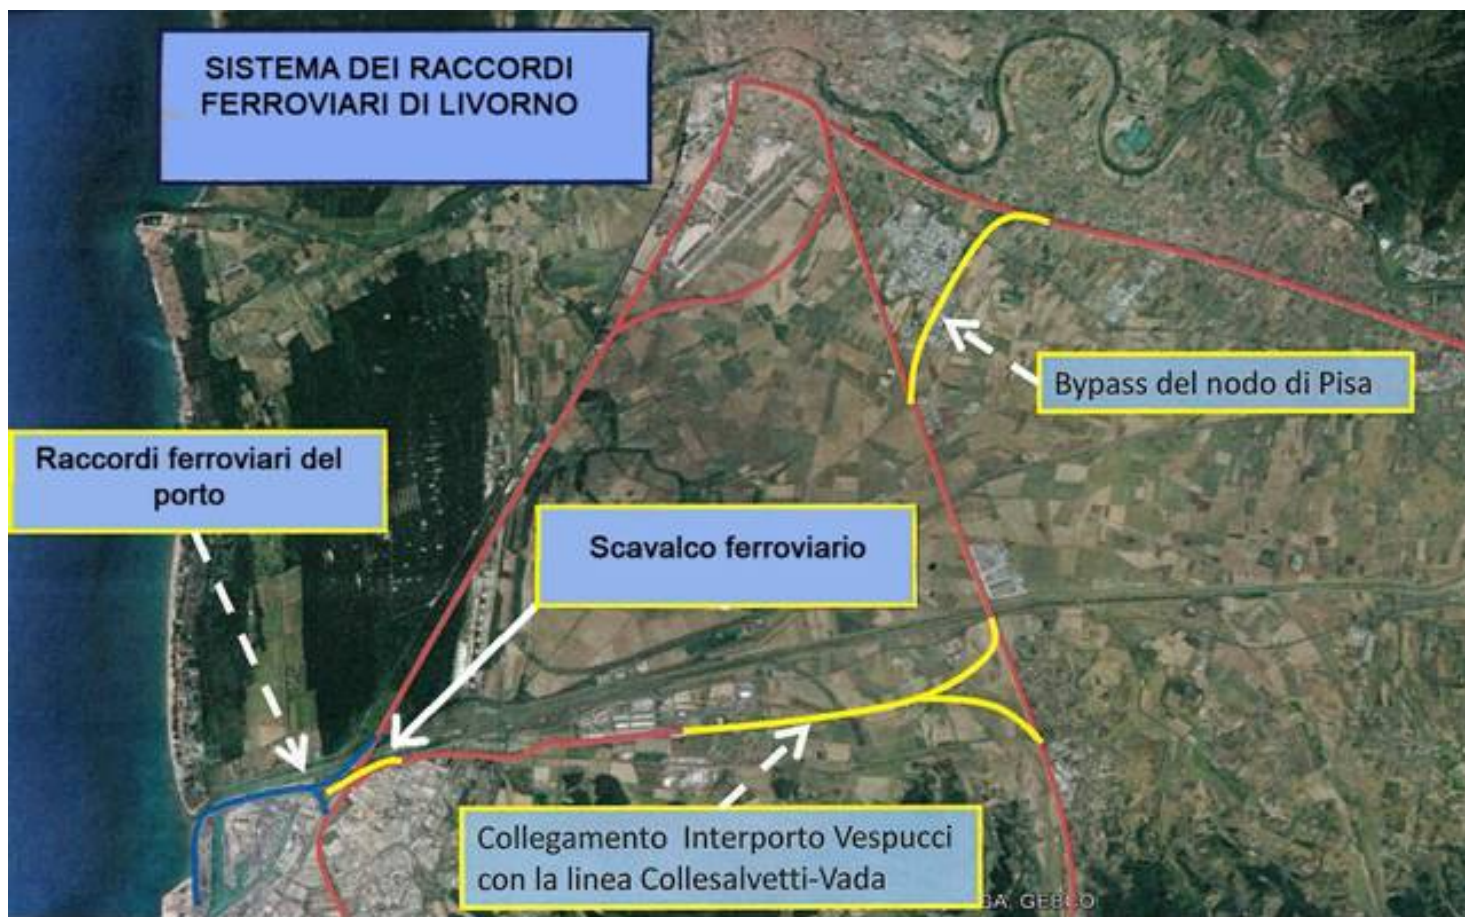 SISTEMA DEI RACCORDI
FERROVIARI DI LIVORNO
Bypass del nodo di Pisa
Raccordi ferroviari del
porto
Scavalco ferroviario
Collegamento Interporto Vespucci
con la linea Collesalvetti-Vada
GEBCO